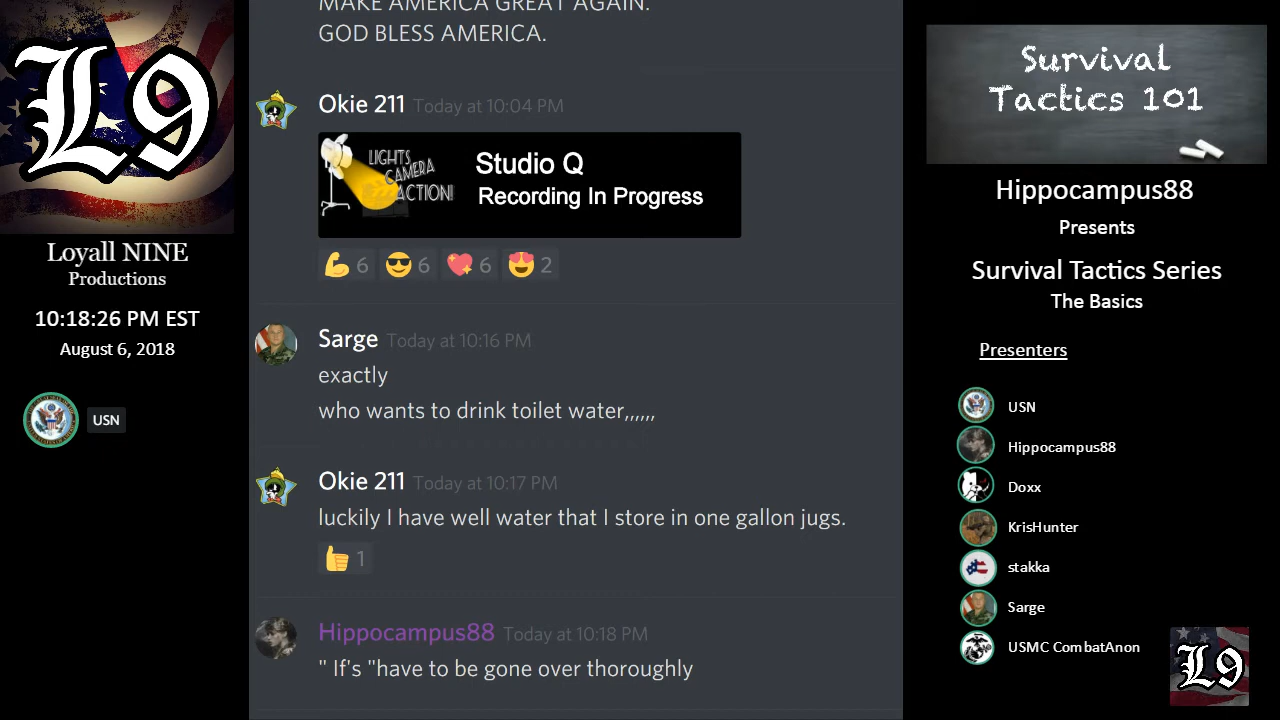 L9
Loyall NINE
Productions
10:18:26 PM EST
August 6, 2018
USN
MAKE AMERICA GREAT AGAIN.
GOD BLESS AMERICA.
Okie 211 Today at 10:04 PM
LIGHTS
CAMERA
ACTION!
Studio Q
Recording In Progress
6 6 6 2
Sarge Today at 10:16 PM
exactly
who wants to drink toilet water,,,,,,
Okie 211 Today at 10:17 PM
luckily I have well water that I store in one gallon jugs.
1
Hippocampus88 Today at 10:18 PM
" If's "have to be gone over thoroughly
Survival
Tactics 101
Hippocampus88
Presents
Survival Tactics Series
The Basics
Presenters
USN
Hippocampus88
Doxx
KrisHunter
stakka
Sarge
USMC CombatAnon
L9